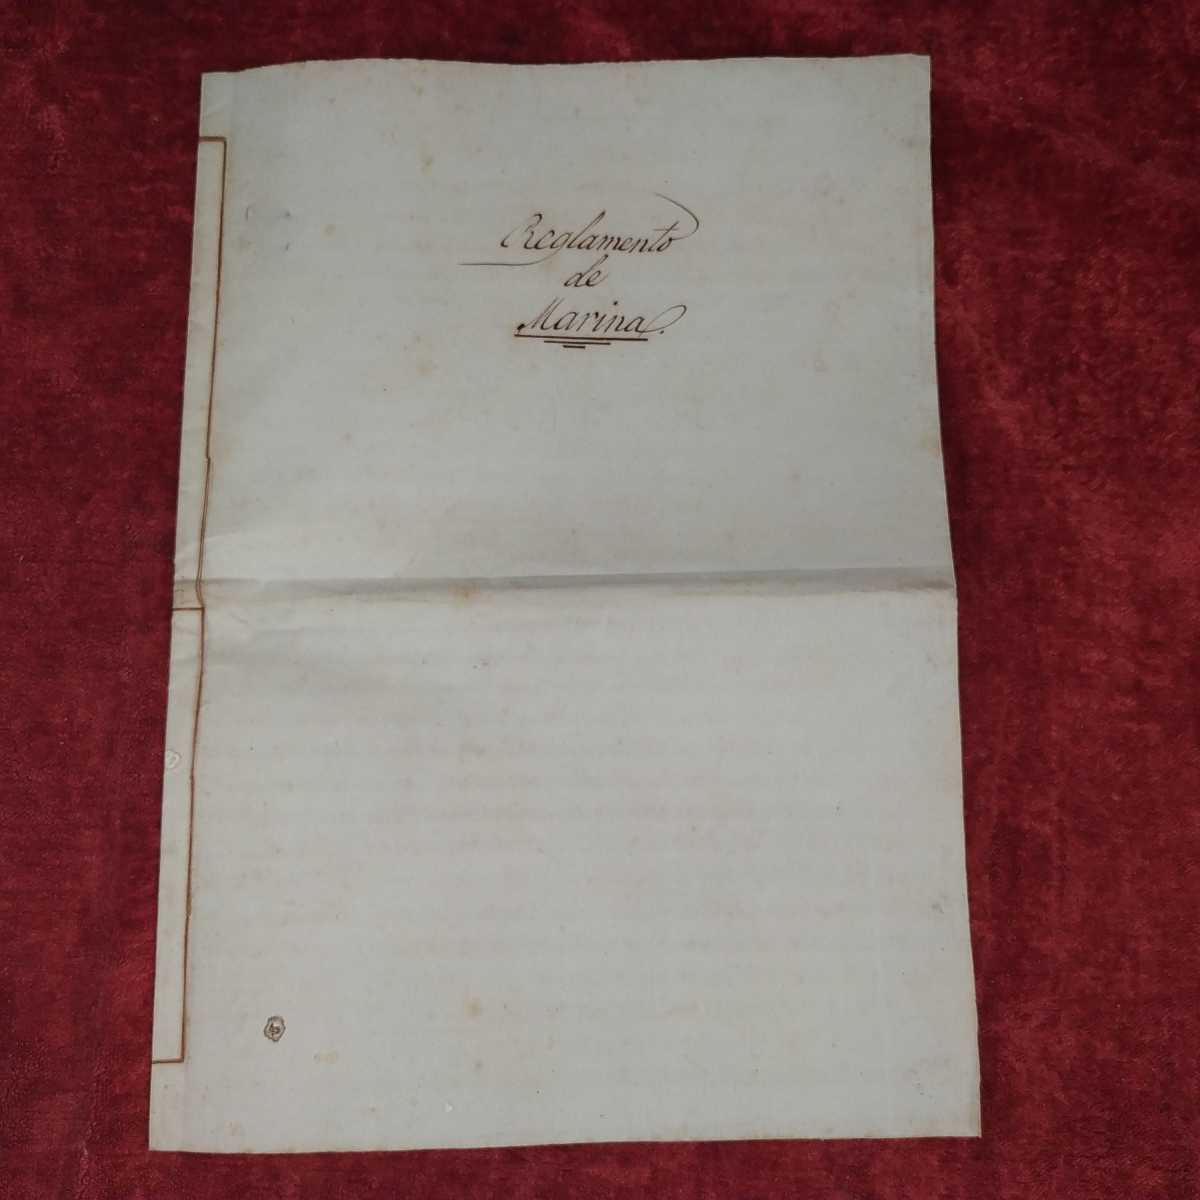 Reglamento
de
Marina.